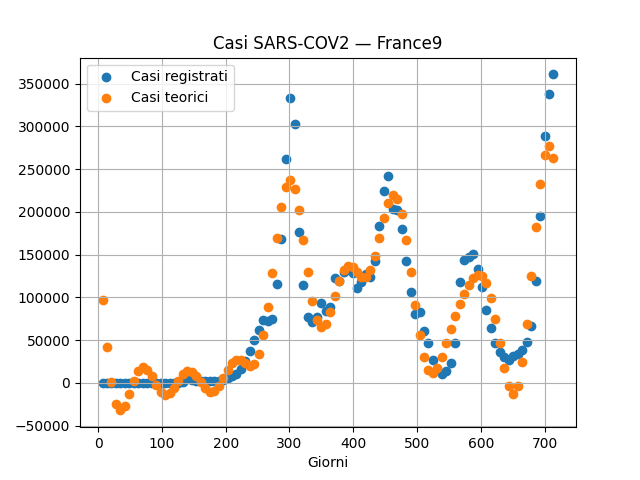 Casi SARS-COV2 — France9
Casi registrati
Casi teorici
350000
300000
250000
200000
150000
100000
50000
0
−50000
0 100 200 300 400 500 600 700
Giorni